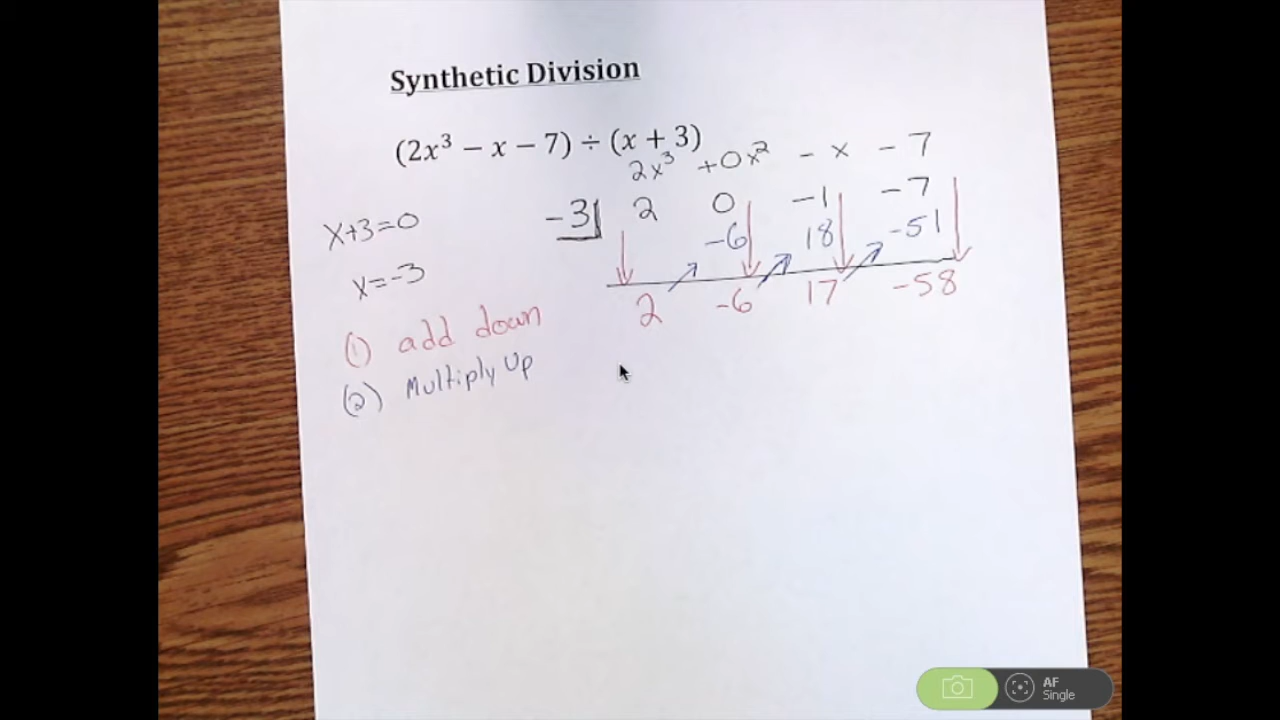 Synthetic Division
(2x³ − x − 7) ÷ (x + 3)
2x³ +0x² - x - 7
-3| 2 0 -1 -7
x+3=0
-6 18 -51
x=-3
2 -6 17 -58
(1) add down
(2) Multiply Up
AF
Single